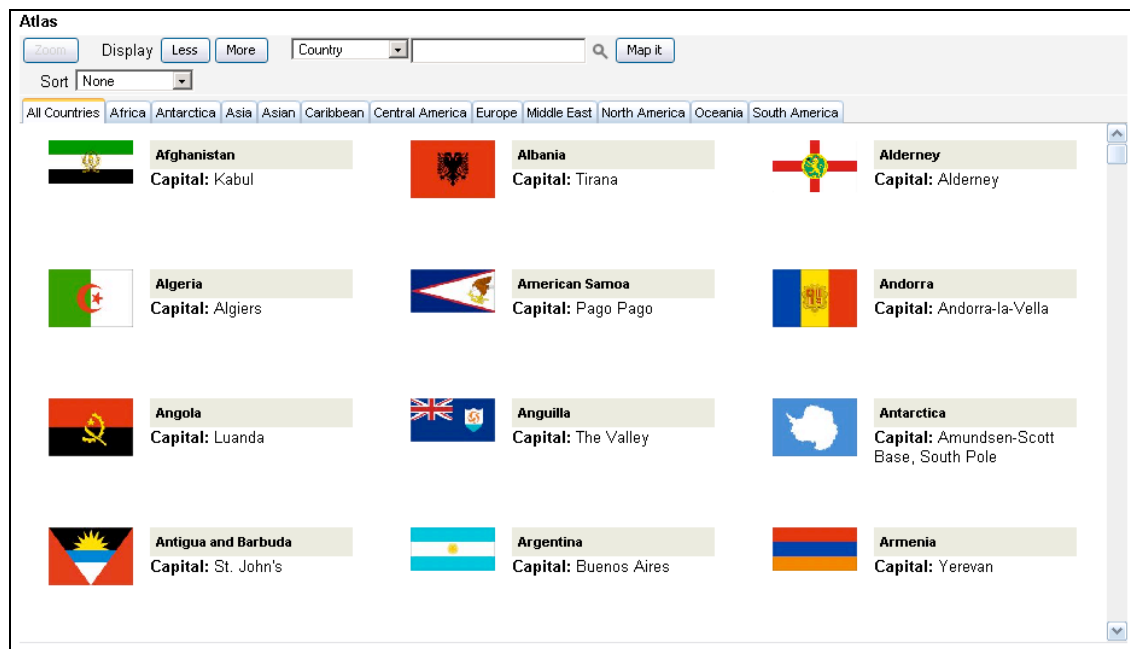 Atlas
Zoom Display Less More Country Map it
Sort None
All Countries Africa Antarctica Asia Asian Caribbean Central America Europe Middle East North America Oceania South America
Afghanistan Albania Alderney
Capital: Kabul Capital: Tirana Capital: Alderney
Algeria American Samoa Andorra
Capital: Algiers Capital: Pago Pago Capital: Andorra-la-Vella
Angola Anguilla Antarctica
Capital: Luanda Capital: The Valley Capital: Amundsen-Scott
Base, South Pole
Antigua and Barbuda Argentina Armenia
Capital: St. John's Capital: Buenos Aires Capital: Yerevan